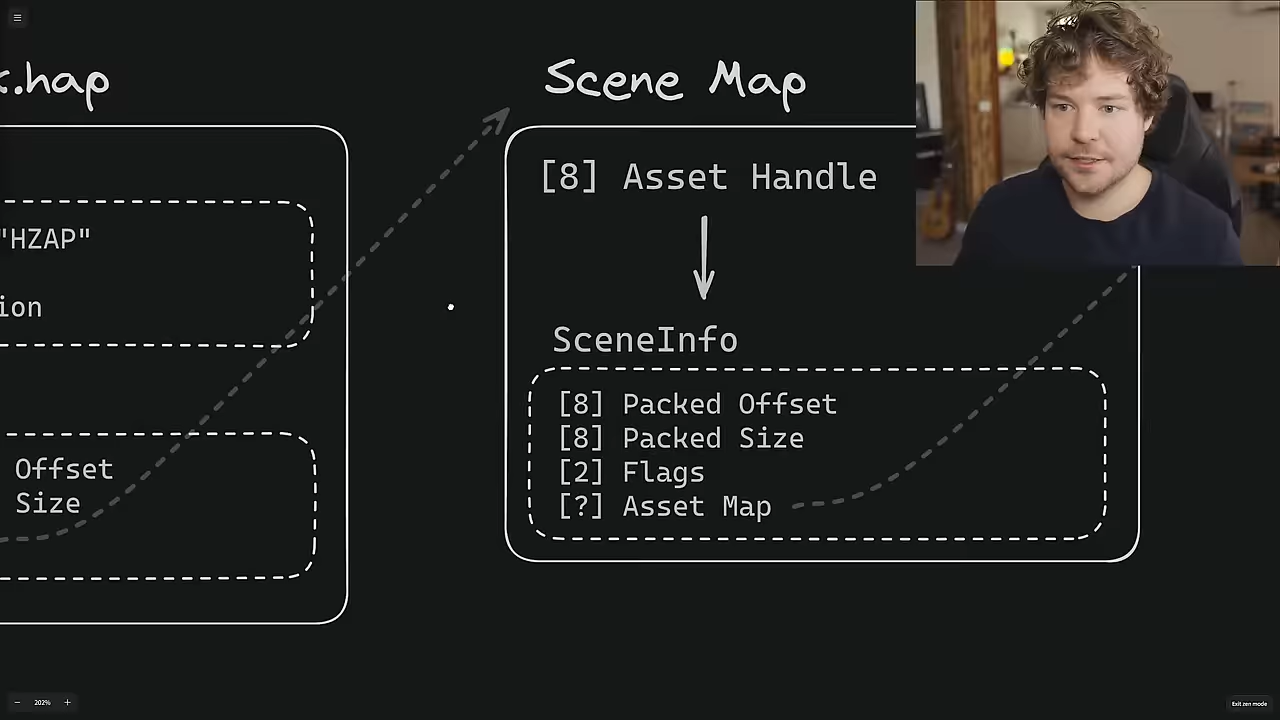 .hap
"HZAP"
ion
Offset
Size
Scene Map
[8] Asset Handle
SceneInfo
[8] Packed Offset
[8] Packed Size
[2] Flags
[?] Asset Map
202%
Exit zen mode